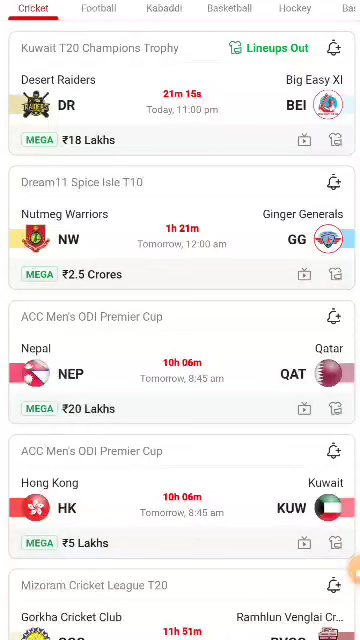 Cricket Football Kabaddi Basketball Hockey
Kuwait T20 Champions Trophy Lineups Out
Desert Raiders 21m 15s Big Easy XI
DR Today, 11:00 pm BEI
MEGA ₹18 Lakhs
Dream11 Spice Isle T10
Nutmeg Warriors 1h 21m Ginger Generals
NW Tomorrow, 12:00 am GG
MEGA ₹2.5 Crores
ACC Men's ODI Premier Cup
Nepal 10h 06m Qatar
NEP Tomorrow, 8:45 am QAT
MEGA ₹20 Lakhs
ACC Men's ODI Premier Cup
Hong Kong 10h 06m Kuwait
HK Tomorrow, 8:45 am KUW
MEGA ₹5 Lakhs
Mizoram Cricket League T20
Gorkha Cricket Club 11h 51m Ramhlun Venglai Cr...